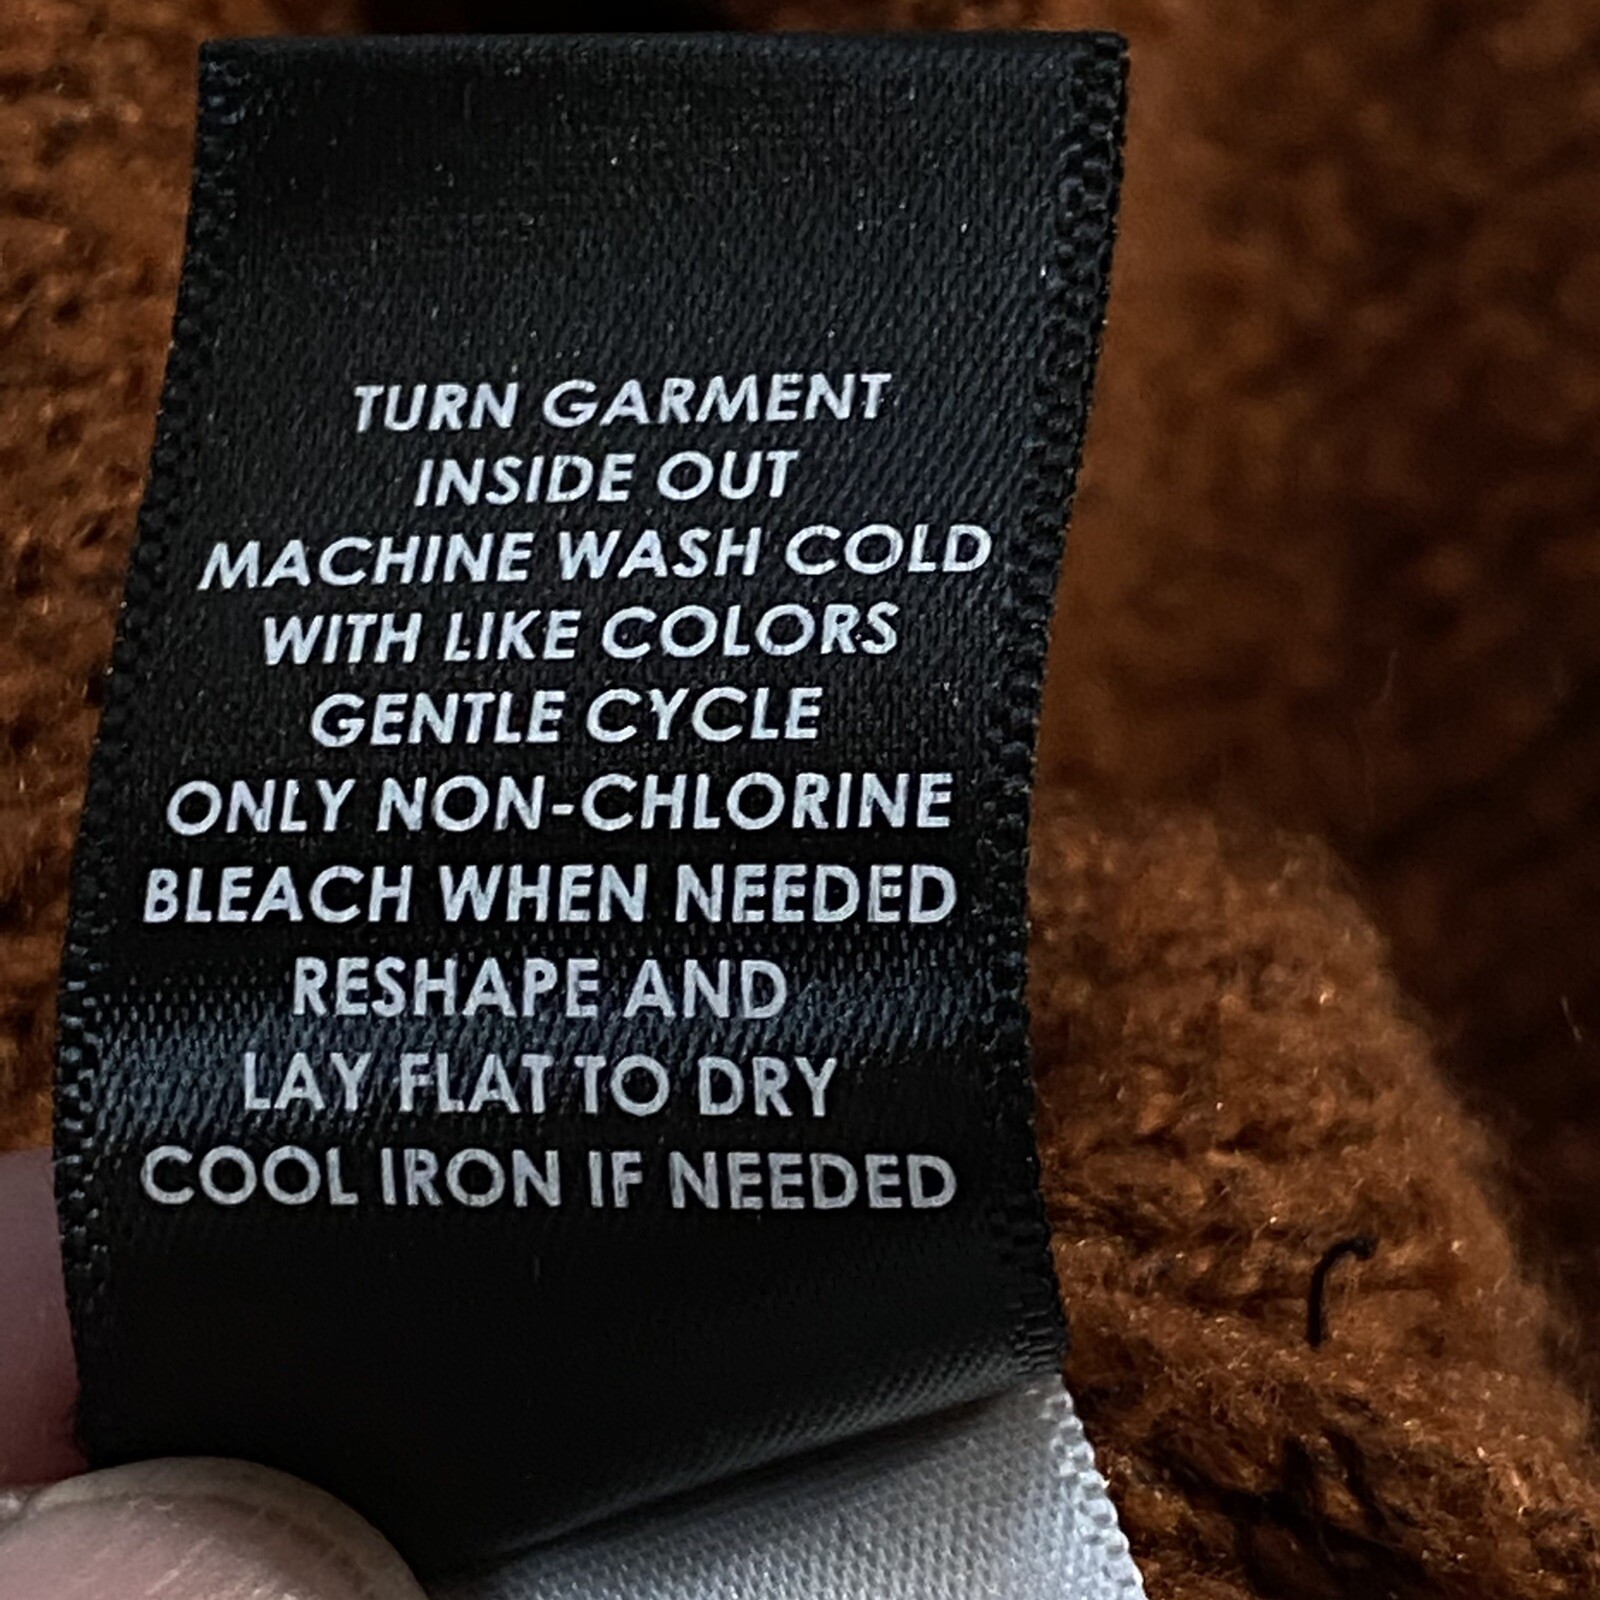 TURN GARMENT
INSIDE OUT
MACHINE WASH COLD
WITH LIKE COLORS
GENTLE CYCLE
ONLY NON-CHLORINE
BLEACH WHEN NEEDED
RESHAPE AND
LAY FLAT TO DRY
COOL IRON IF NEEDED